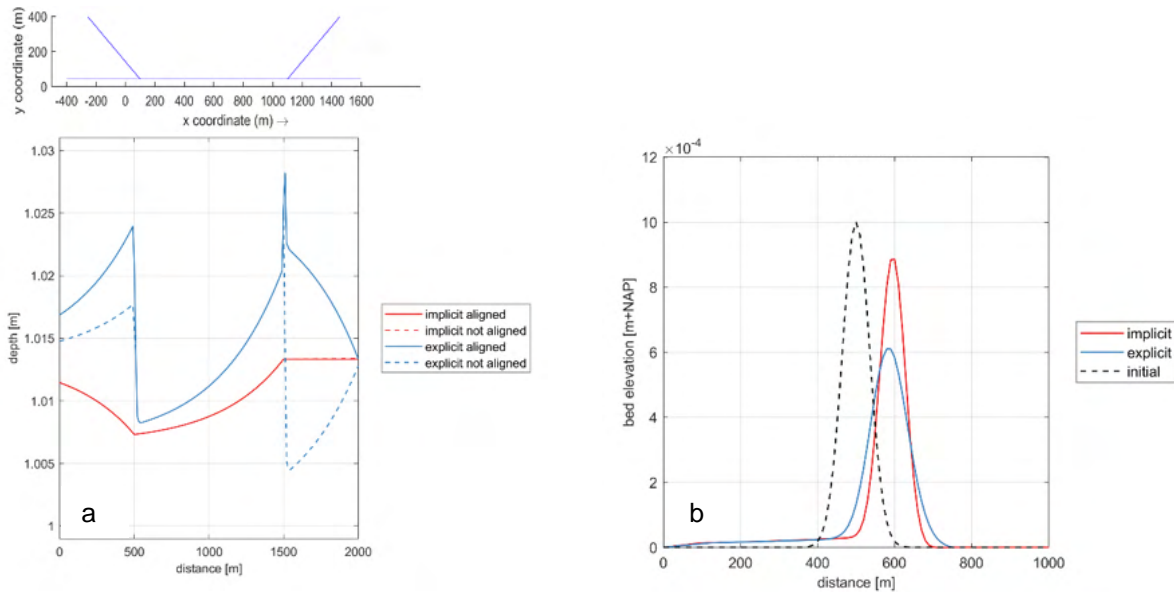 y coordinate (m)
400
200
0
-400 -200 0 200 400 600 800 1000 1100 1400 1600
x coordinate (m) →
depth [m]
1.03
1.025
1.02
1.015
1.01
1.005
1
a
0 500 1000 1500 2000
distance [m]
implicit aligned
implicit not aligned
explicit aligned
explicit not aligned
×10⁻⁴
bed elevation [m+NAP]
12
10
8
6
4
2
0
b
0 200 400 600 800 1000
distance [m]
implicit
explicit
initial